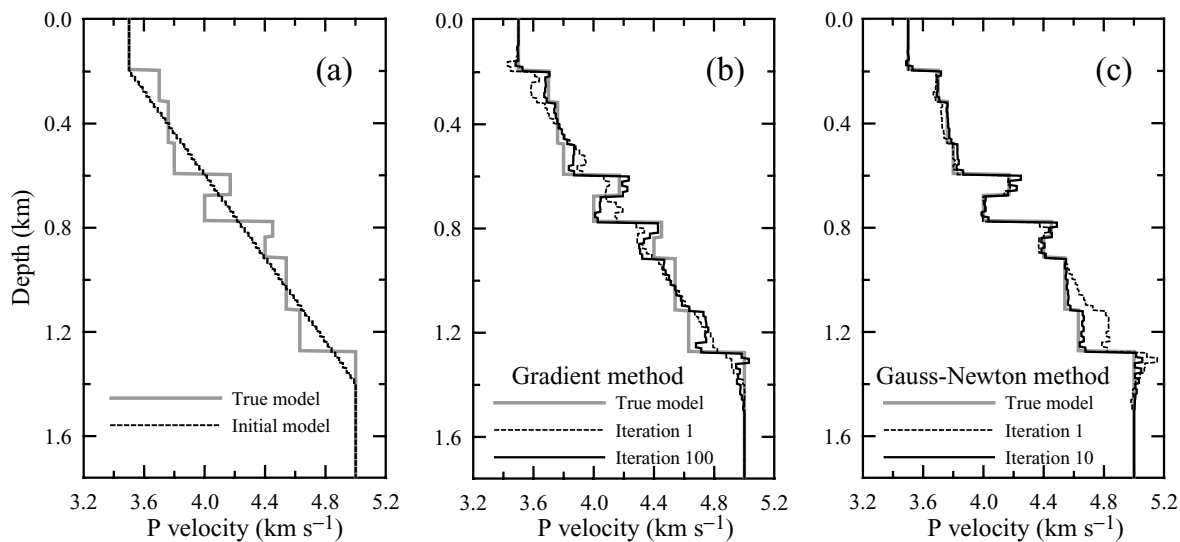 (a)
(b)
(c)
0.0
0.4
0.8
1.2
1.6
Depth (km)
True model
Initial model
3.2 3.6 4.0 4.4 4.8 5.2
P velocity (km s⁻¹)
0.0
0.4
0.8
1.2
1.6
Gradient method
True model
Iteration 1
Iteration 100
3.2 3.6 4.0 4.4 4.8 5.2
P velocity (km s⁻¹)
0.0
0.4
0.8
1.2
1.6
Gauss-Newton method
True model
Iteration 1
Iteration 10
3.2 3.6 4.0 4.4 4.8 5.2
P velocity (km s⁻¹)